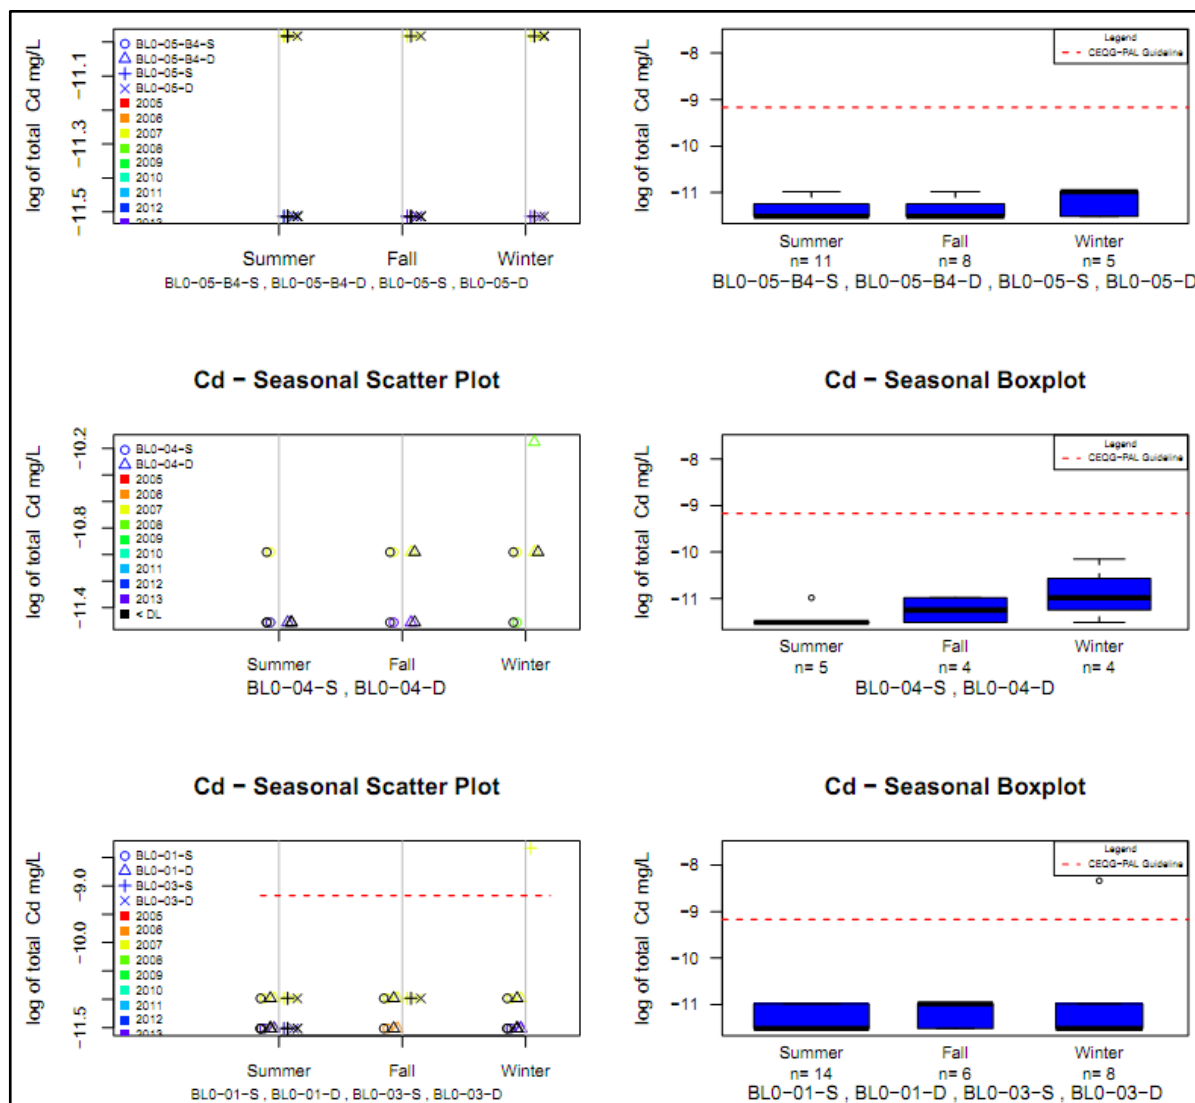 log of total Cd mg/L
-11.1
-11.3
-11.5
BL0-05-B4-S
BL0-05-B4-D
BL0-05-S
BL0-05-D
2005
2006
2007
2008
2009
2010
2011
2012
2013
Summer Fall Winter
BL0-05-B4-S , BL0-05-B4-D , BL0-05-S , BL0-05-D
log of total Cd mg/L
-8
-9
-10
-11
Legend
CEQG-PAL Guideline
Summer Fall Winter
n= 11 n= 8 n= 5
BL0-05-B4-S , BL0-05-B4-D , BL0-05-S , BL0-05-D
Cd - Seasonal Scatter Plot
log of total Cd mg/L
-10.2
-10.8
-11.4
BL0-04-S
BL0-04-D
2005
2006
2007
2008
2009
2010
2011
2012
2013
< DL
Summer Fall Winter
BL0-04-S , BL0-04-D
Cd - Seasonal Boxplot
log of total Cd mg/L
-8
-9
-10
-11
Legend
CEQG-PAL Guideline
Summer Fall Winter
n= 5 n= 4 n= 4
BL0-04-S , BL0-04-D
Cd - Seasonal Scatter Plot
log of total Cd mg/L
-9.0
-10.0
-11.5
BL0-01-S
BL0-01-D
BL0-03-S
BL0-03-D
2005
2006
2007
2008
2009
2010
2011
2012
2013
Summer Fall Winter
BL0-01-S , BL0-01-D , BL0-03-S , BL0-03-D
Cd - Seasonal Boxplot
log of total Cd mg/L
-8
-9
-10
-11
Legend
CEQG-PAL Guideline
Summer Fall Winter
n= 14 n= 6 n= 8
BL0-01-S , BL0-01-D , BL0-03-S , BL0-03-D